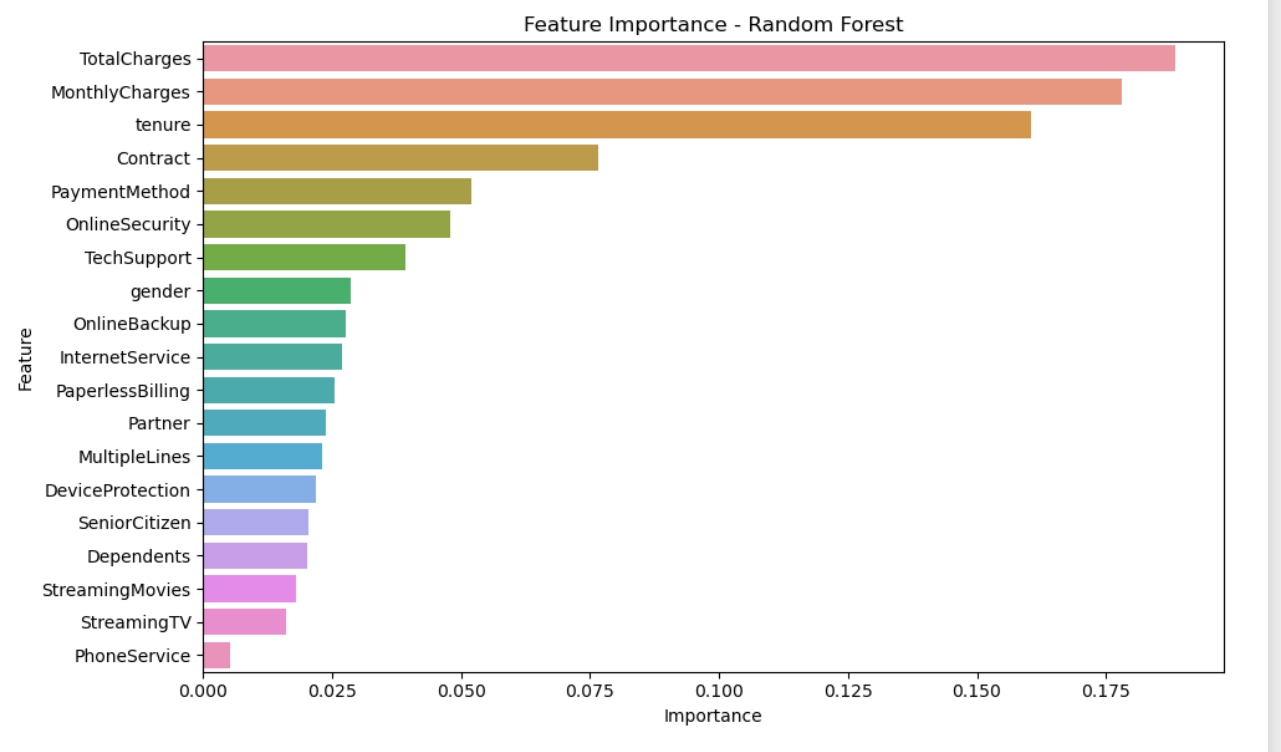 Feature Importance - Random Forest
TotalCharges
MonthlyCharges
tenure
Contract
PaymentMethod
OnlineSecurity
TechSupport
gender
OnlineBackup
InternetService
PaperlessBilling
Partner
MultipleLines
DeviceProtection
SeniorCitizen
Dependents
StreamingMovies
StreamingTV
PhoneService
Feature
0.000 0.025 0.050 0.075 0.100 0.125 0.150 0.175
Importance